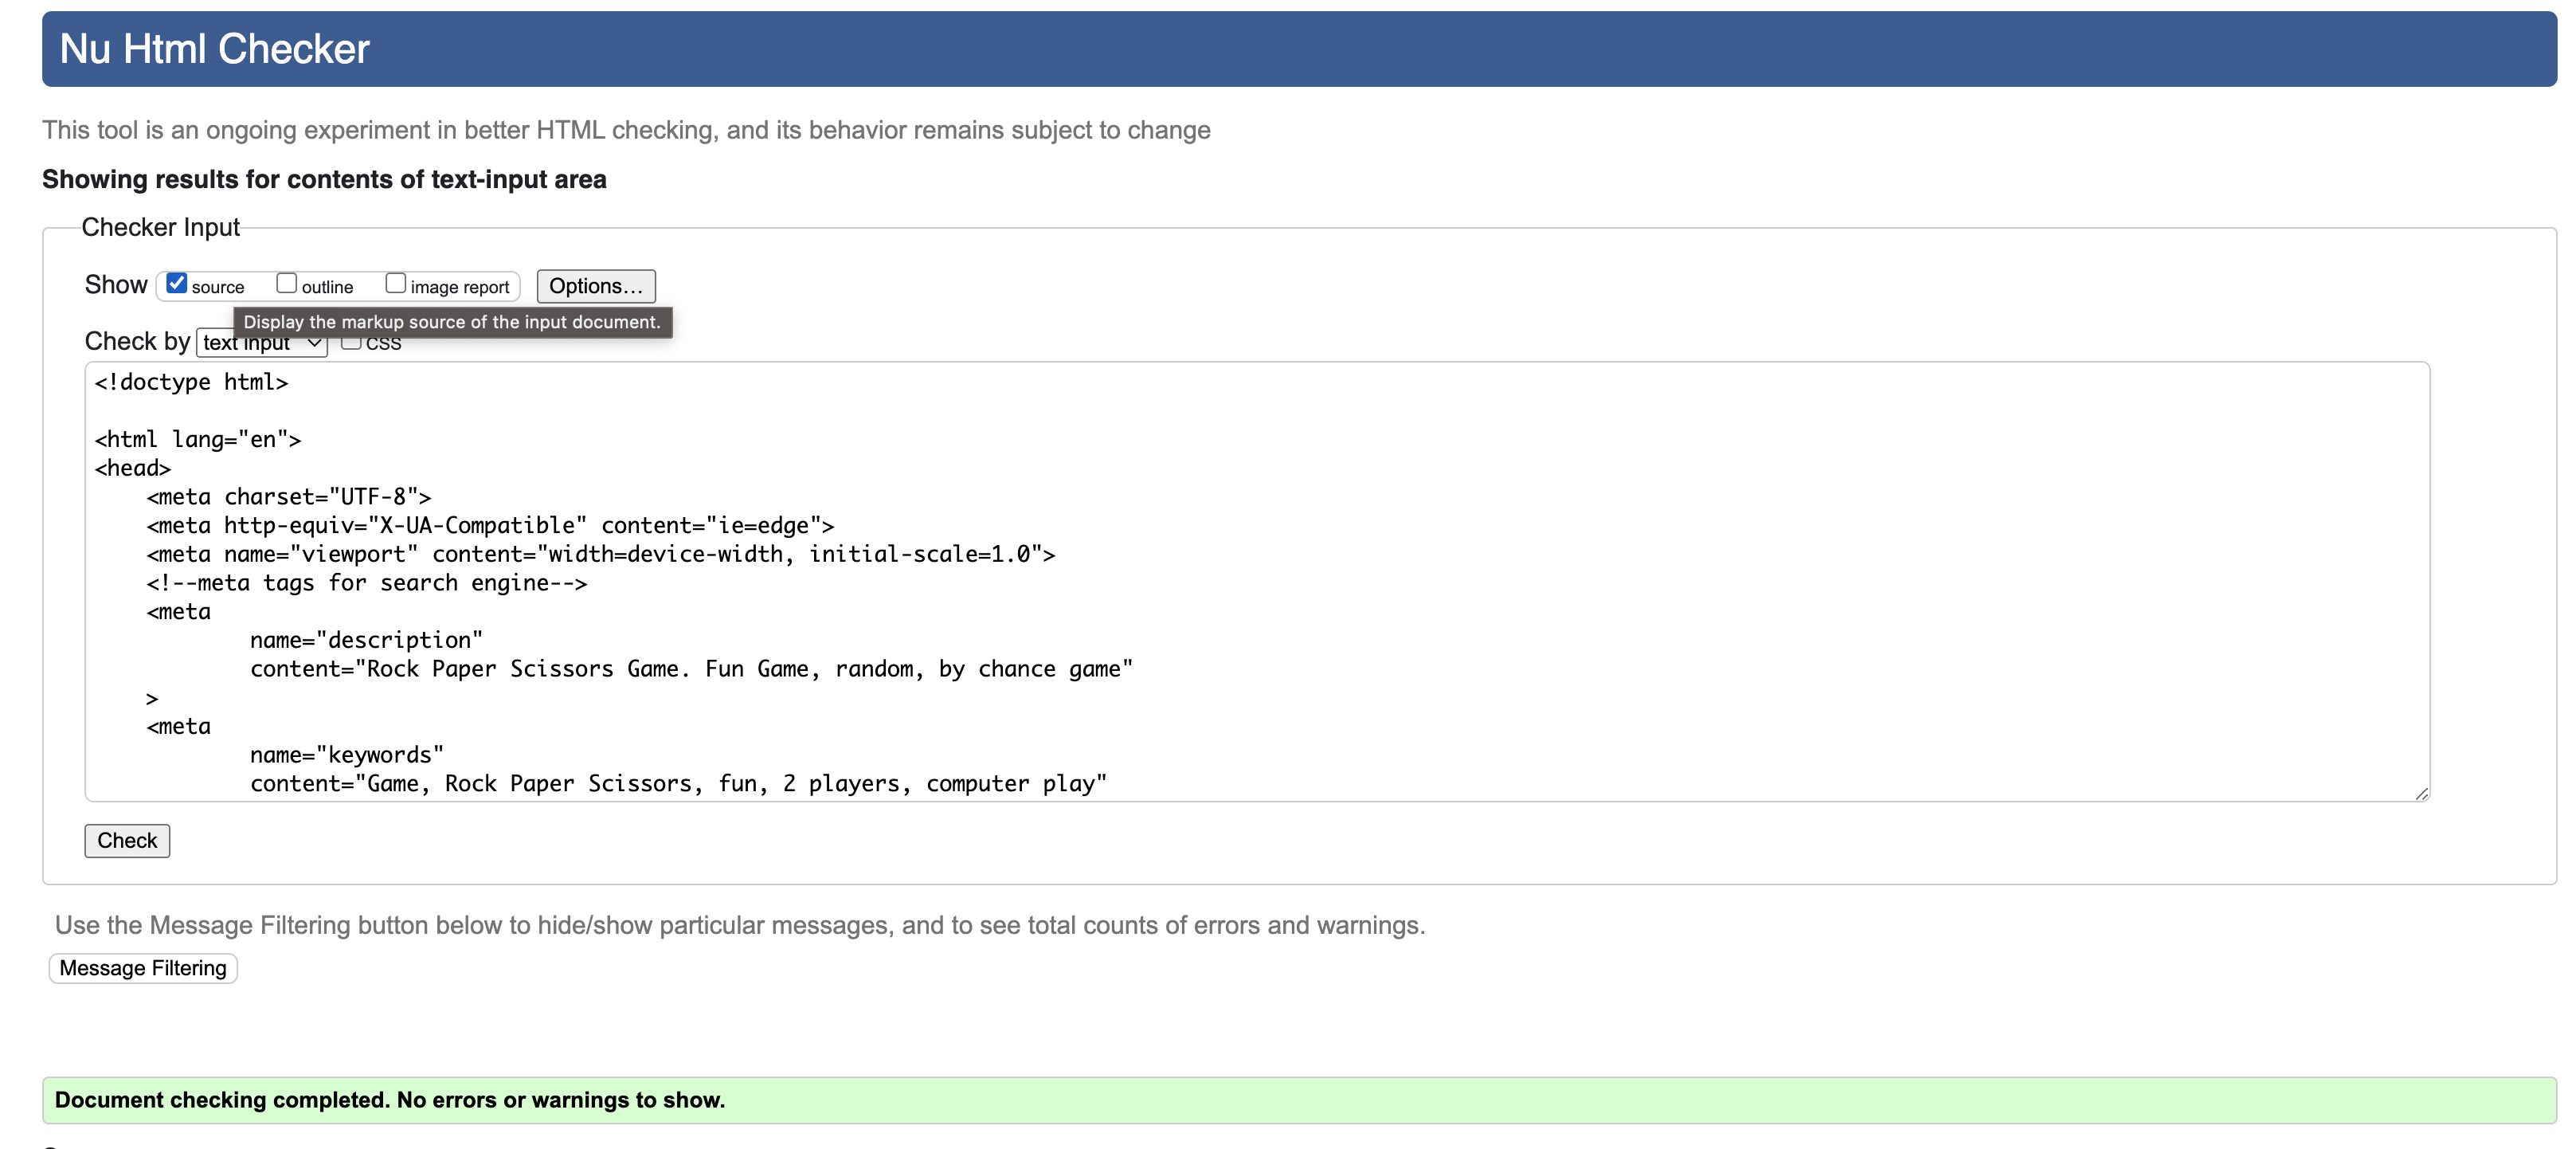 Nu Html Checker
This tool is an ongoing experiment in better HTML checking, and its behavior remains subject to change
Showing results for contents of text-input area
Checker Input
Show source outline image report Options...
Display the markup source of the input document.
Check by text input CSS
<!doctype html>
<html lang="en">
<head>
<meta charset="UTF-8">
<meta http-equiv="X-UA-Compatible" content="ie=edge">
<meta name="viewport" content="width=device-width, initial-scale=1.0">
<!--meta tags for search engine-->
<meta
name="description"
content="Rock Paper Scissors Game. Fun Game, random, by chance game"
>
<meta
name="keywords"
content="Game, Rock Paper Scissors, fun, 2 players, computer play"
Check
Use the Message Filtering button below to hide/show particular messages, and to see total counts of errors and warnings.
Message Filtering
Document checking completed. No errors or warnings to show.